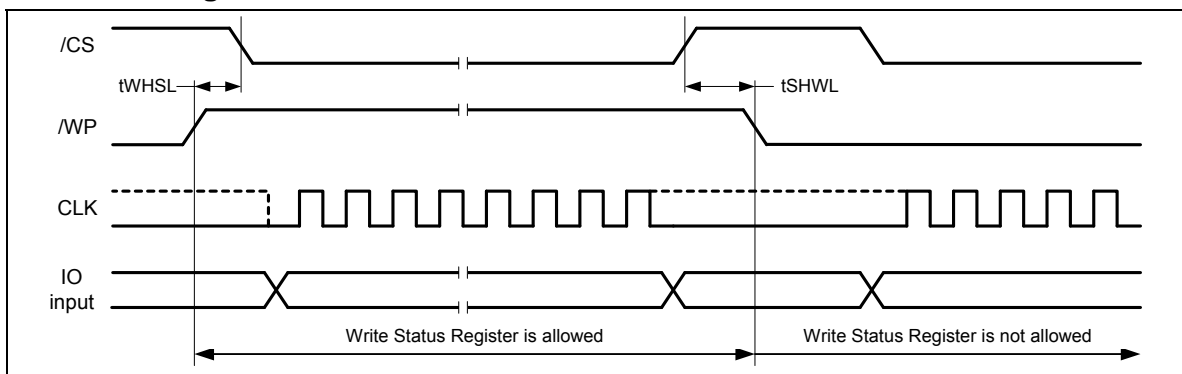 /CS
tWHSL
tSHWL
/WP
CLK
IO
input
Write Status Register is allowed
Write Status Register is not allowed